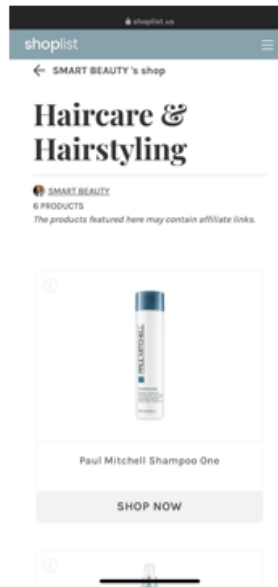 shoplist.us
shoplist
SMART BEAUTY 's shop
Haircare &
Hairstyling
SMART BEAUTY
6 PRODUCTS
The products featured here may contain affiliate links.
PAUL MITCHELL
Paul Mitchell Shampoo One
SHOP NOW